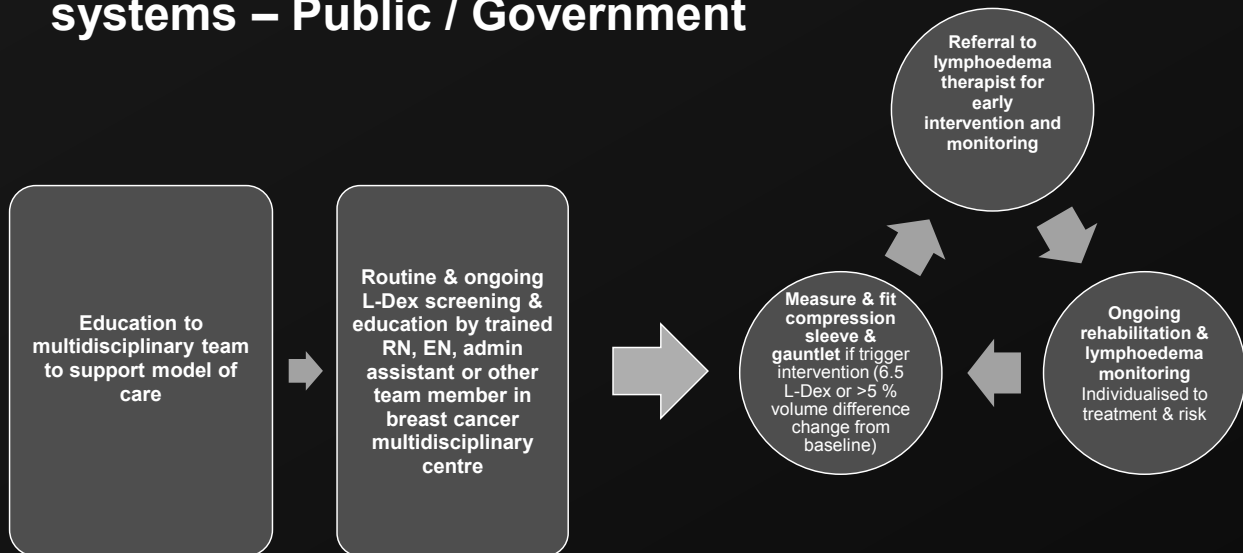 systems – Public / Government
Education to
multidisciplinary team
to support model of
care
Routine & ongoing
L-Dex screening &
education by trained
RN, EN, admin
assistant or other
team member in
breast cancer
multidisciplinary
centre
Referral to
lymphoedema
therapist for
early
intervention and
monitoring
Measure & fit
compression
sleeve &
gauntlet if trigger
intervention (6.5
L-Dex or >5 %
volume difference
change from
baseline)
Ongoing
rehabilitation &
lymphoedema
monitoring
Individualised to
treatment & risk